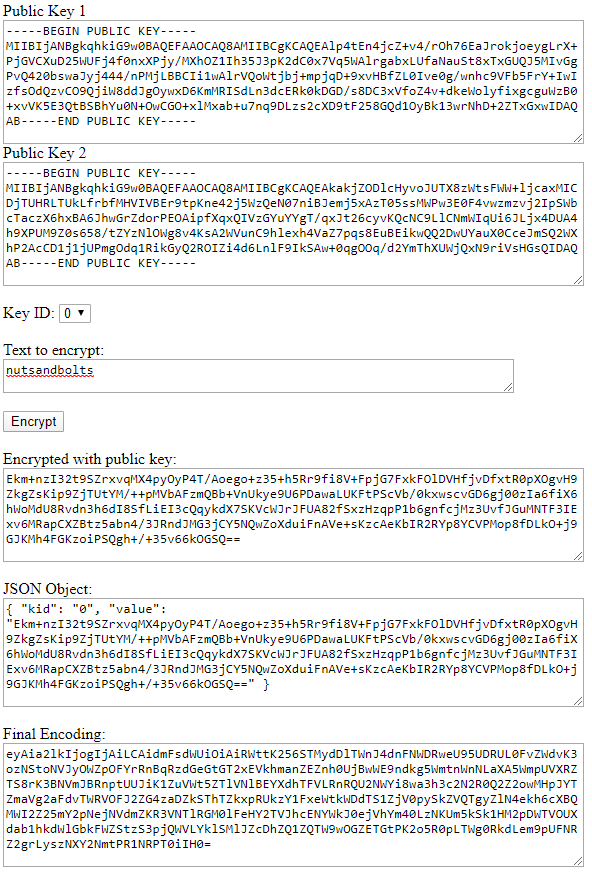 Public Key 1
-----BEGIN PUBLIC KEY-----
MIIBIjANBgkqhkiG9w0BAQEFAAOCAQ8AMIIBCgKCAQEAlp4tEn4jcZ+v4/rOh76EaJrokjoeygLrX+
PjGVCXuD25WUFj4f0nxXPjy/MXhOZ1Ih35J3pK2dC0x7Vq5WAlrgabxLUfaNauSt8xTxGUQJ5MIvGg
PvQ420bswaJyj444/nPMjLBBCIi1wAlrVQoWtjbj+mpjqD+9xvHBfZL0Ive0g/wnhc9VFb5FrY+IwI
zfsOdQzvCO9QjiW8ddJgOywxD6KmMRISdLn3dcERk0kDGD/s8DC3xVfoZ4v+dkeWolyfixgcguWzB0
+xvVK5E3QtBSBhYu0N+OwCGO+xlMxab+u7nq9DLzs2cXD9tF258GQd1OyBk13wrNhD+2ZTxGxwIDAQ
AB-----END PUBLIC KEY-----
Public Key 2
-----BEGIN PUBLIC KEY-----
MIIBIjANBgkqhkiG9w0BAQEFAAOCAQ8AMIIBCgKCAQEAkakjZODlcHyvoJUTX8zWtsFWW+ljcaxMIC
DjTUHRLTUkLfrbfMHVIVBEr9tpKne42j5WzQeN07niBJemj5xAzT05ssMWPw3E0F4vwzmzvj2IpSWb
cTaczX6hxBA6JhwGrZdorPEOAipfXqxQIVzGYuYYgT/qxJt26cyvKQcNC9LlCNmWIqUi6JLjx4DUA4
h9XPUM9Z0s658/tZYzNlOWg8v4KsA2WVunC9hlexh4VaZ7pqs8EuBEikwQQ2DwUYauX0CceJmSQ2WX
hP2AcCD1j1jUPmgOdq1RikGyQ2ROIZi4d6LnlF9IkSAw+0qgOOq/d2YmThXUWjQxN9riVsHGsQIDAQ
AB-----END PUBLIC KEY-----
Key ID: 0
Text to encrypt:
nutsandbolts
Encrypt
Encrypted with public key:
Ekm+nzI32t9SZrxvqMX4pyOyP4T/Aoego+z35+h5Rr9fi8V+FpjG7FxkFOlDVHfjvDfxtR0pXOgvH9
ZkgZsKip9ZjTUtYM/++pMVbAFzmQBb+VnUkye9U6PDawaLUKFtPScVb/0kxwscvGD6gj00zIa6fiX6
hWoMdU8Rvdn3h6dI8SfLiEI3cQqykdX7SKVcWJrJFUA82fSxzHzqpP1b6gnfcjMz3UvfJGuMNTF3IE
xv6MRapCXZBtz5abn4/3JRndJMG3jCY5NQwZoXduiFnAVe+sKzcAeKbIR2RYp8YCVPMop8fDLkO+j9
GJKMh4FGKzoiPSQgh+/+35v66kOGSQ==
JSON Object:
{ "kid": "0", "value":
"Ekm+nzI32t9SZrxvqMX4pyOyP4T/Aoego+z35+h5Rr9fi8V+FpjG7FxkFOlDVHfjvDfxtR0pXOgvH
9ZkgZsKip9ZjTUtYM/++pMVbAFzmQBb+VnUkye9U6PDawaLUKFtPScVb/0kxwscvGD6gj00zIa6fiX
6hWoMdU8Rvdn3h6dI8SfLiEI3cQqykdX7SKVcWJrJFUA82fSxzHzqpP1b6gnfcjMz3UvfJGuMNTF3I
Exv6MRapCXZBtz5abn4/3JRndJMG3jCY5NQwZoXduiFnAVe+sKzcAeKbIR2RYp8YCVPMop8fDLkO+j
9GJKMh4FGKzoiPSQgh+/+35v66kOGSQ==" }
Final Encoding:
eyAia2lkIjogIjAiLCAidmFsdWUiOiAiRWttK256STMydDlTWnJ4dnFNWDRweU95UDRUL0FvZWdvK3
ozNStoNVJyOWZpOFYrRnBqRzdGeGtGT2xEVkhmanZEZnh0UjBwWE9ndkg5WmtnWnNLaXA5WmpUVXRZ
TS8rK3BNVmJBRnptUUJiK1ZuVWt5ZTlVNlBEYXdhTFVLRnRQU2NWYi8wa3h3c2N2R0Q2Z2owMHpJYT
ZmaVg2aFdvTWRVOFJ2ZG4zaDZkSThTZkxpRUkzY1FxeWtkWDdTS1ZjV0pySkZVQTgyZlN4ekh6cXBQ
MWI2Z25mY2pNejNVdmZKR3VNTlRGM0lFeHY2TVJhcENYWkJ0ejVhYm40LzNKUm5kSk1HM2pDWTVOUX
dab1hkdWlGbkFWZStzS3pjQWVLYklSMlJZcDhZQ1ZQTW9wOGZETGtPK2o5R0pLTWg0RkdLem9pUFNR
Z2grLyszNXY2NmtPR1NRPT0iIH0=